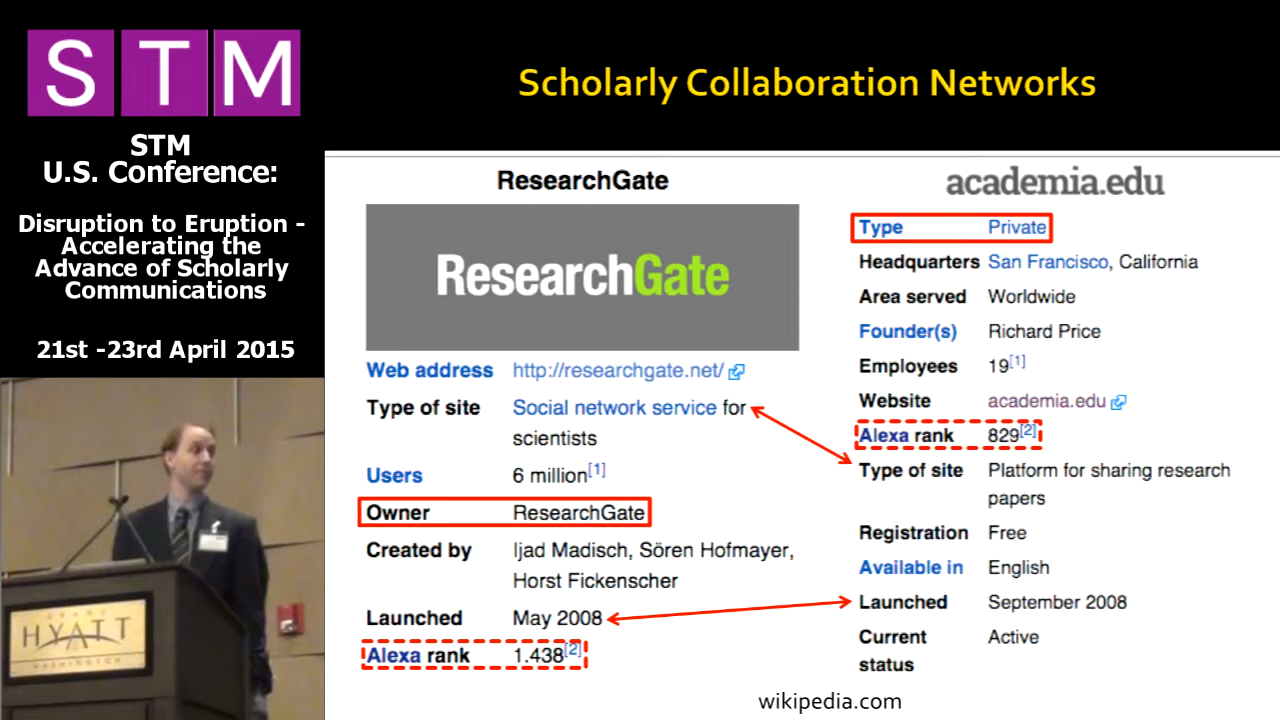 STM
STM
U.S. Conference:
Disruption to Eruption -
Accelerating the
Advance of Scholarly
Communications
21st -23rd April 2015
GRAND
HYATT
WASHINGTON
Scholarly Collaboration Networks
ResearchGate
ResearchGate
Web address http://researchgate.net/
Type of site Social network service for
scientists
Users 6 million[1]
Owner ResearchGate
Created by Ijad Madisch, Sören Hofmayer,
Horst Fickenscher
Launched May 2008
Alexa rank 1.438[2]
academia.edu
Type Private
Headquarters San Francisco, California
Area served Worldwide
Founder(s) Richard Price
Employees 19[1]
Website academia.edu
Alexa rank 829[2]
Type of site Platform for sharing research
papers
Registration Free
Available in English
Launched September 2008
Current Active
status
wikipedia.com